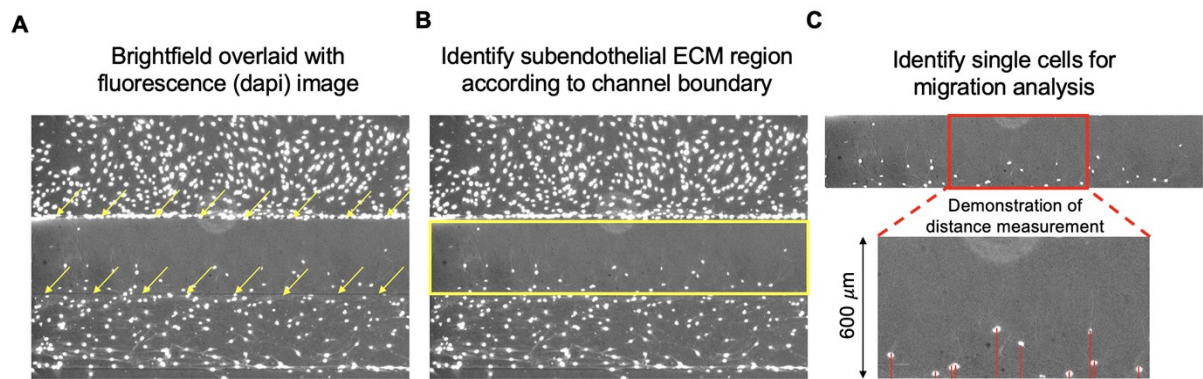 A
Brightfield overlaid with
fluorescence (dapi) image
B
Identify subendothelial ECM region
according to channel boundary
C
Identify single cells for
migration analysis
Demonstration of
distance measurement
600 μm